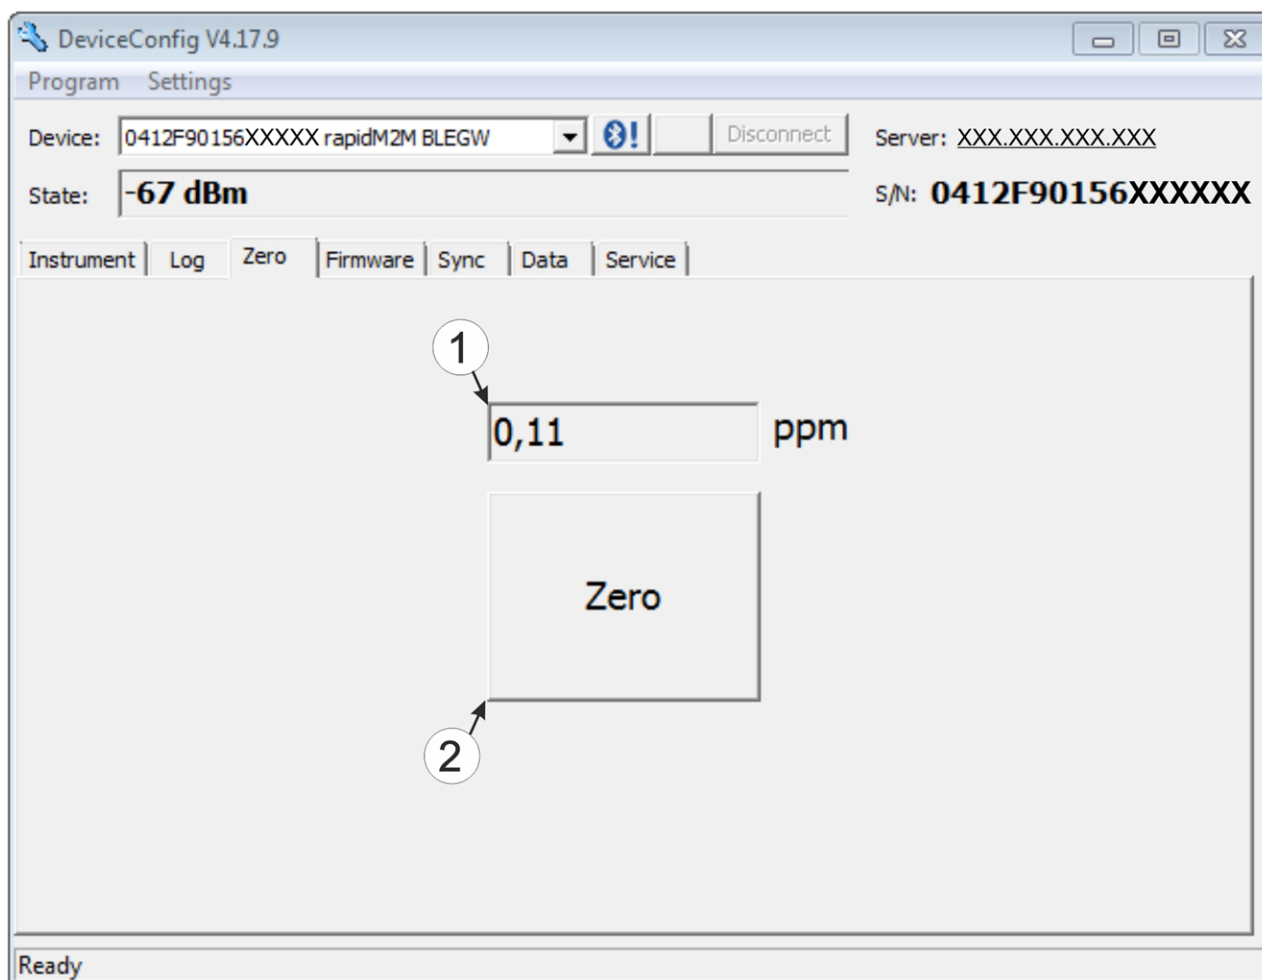 DeviceConfig V4.17.9
Program Settings
Device: 0412F90156XXXXX rapidM2M BLEGW ! Disconnect Server: XXX.XXX.XXX.XXX
State: -67 dBm S/N: 0412F90156XXXXXX
Instrument Log Zero Firmware Sync Data Service
1
0,11 ppm
Zero
2
Ready